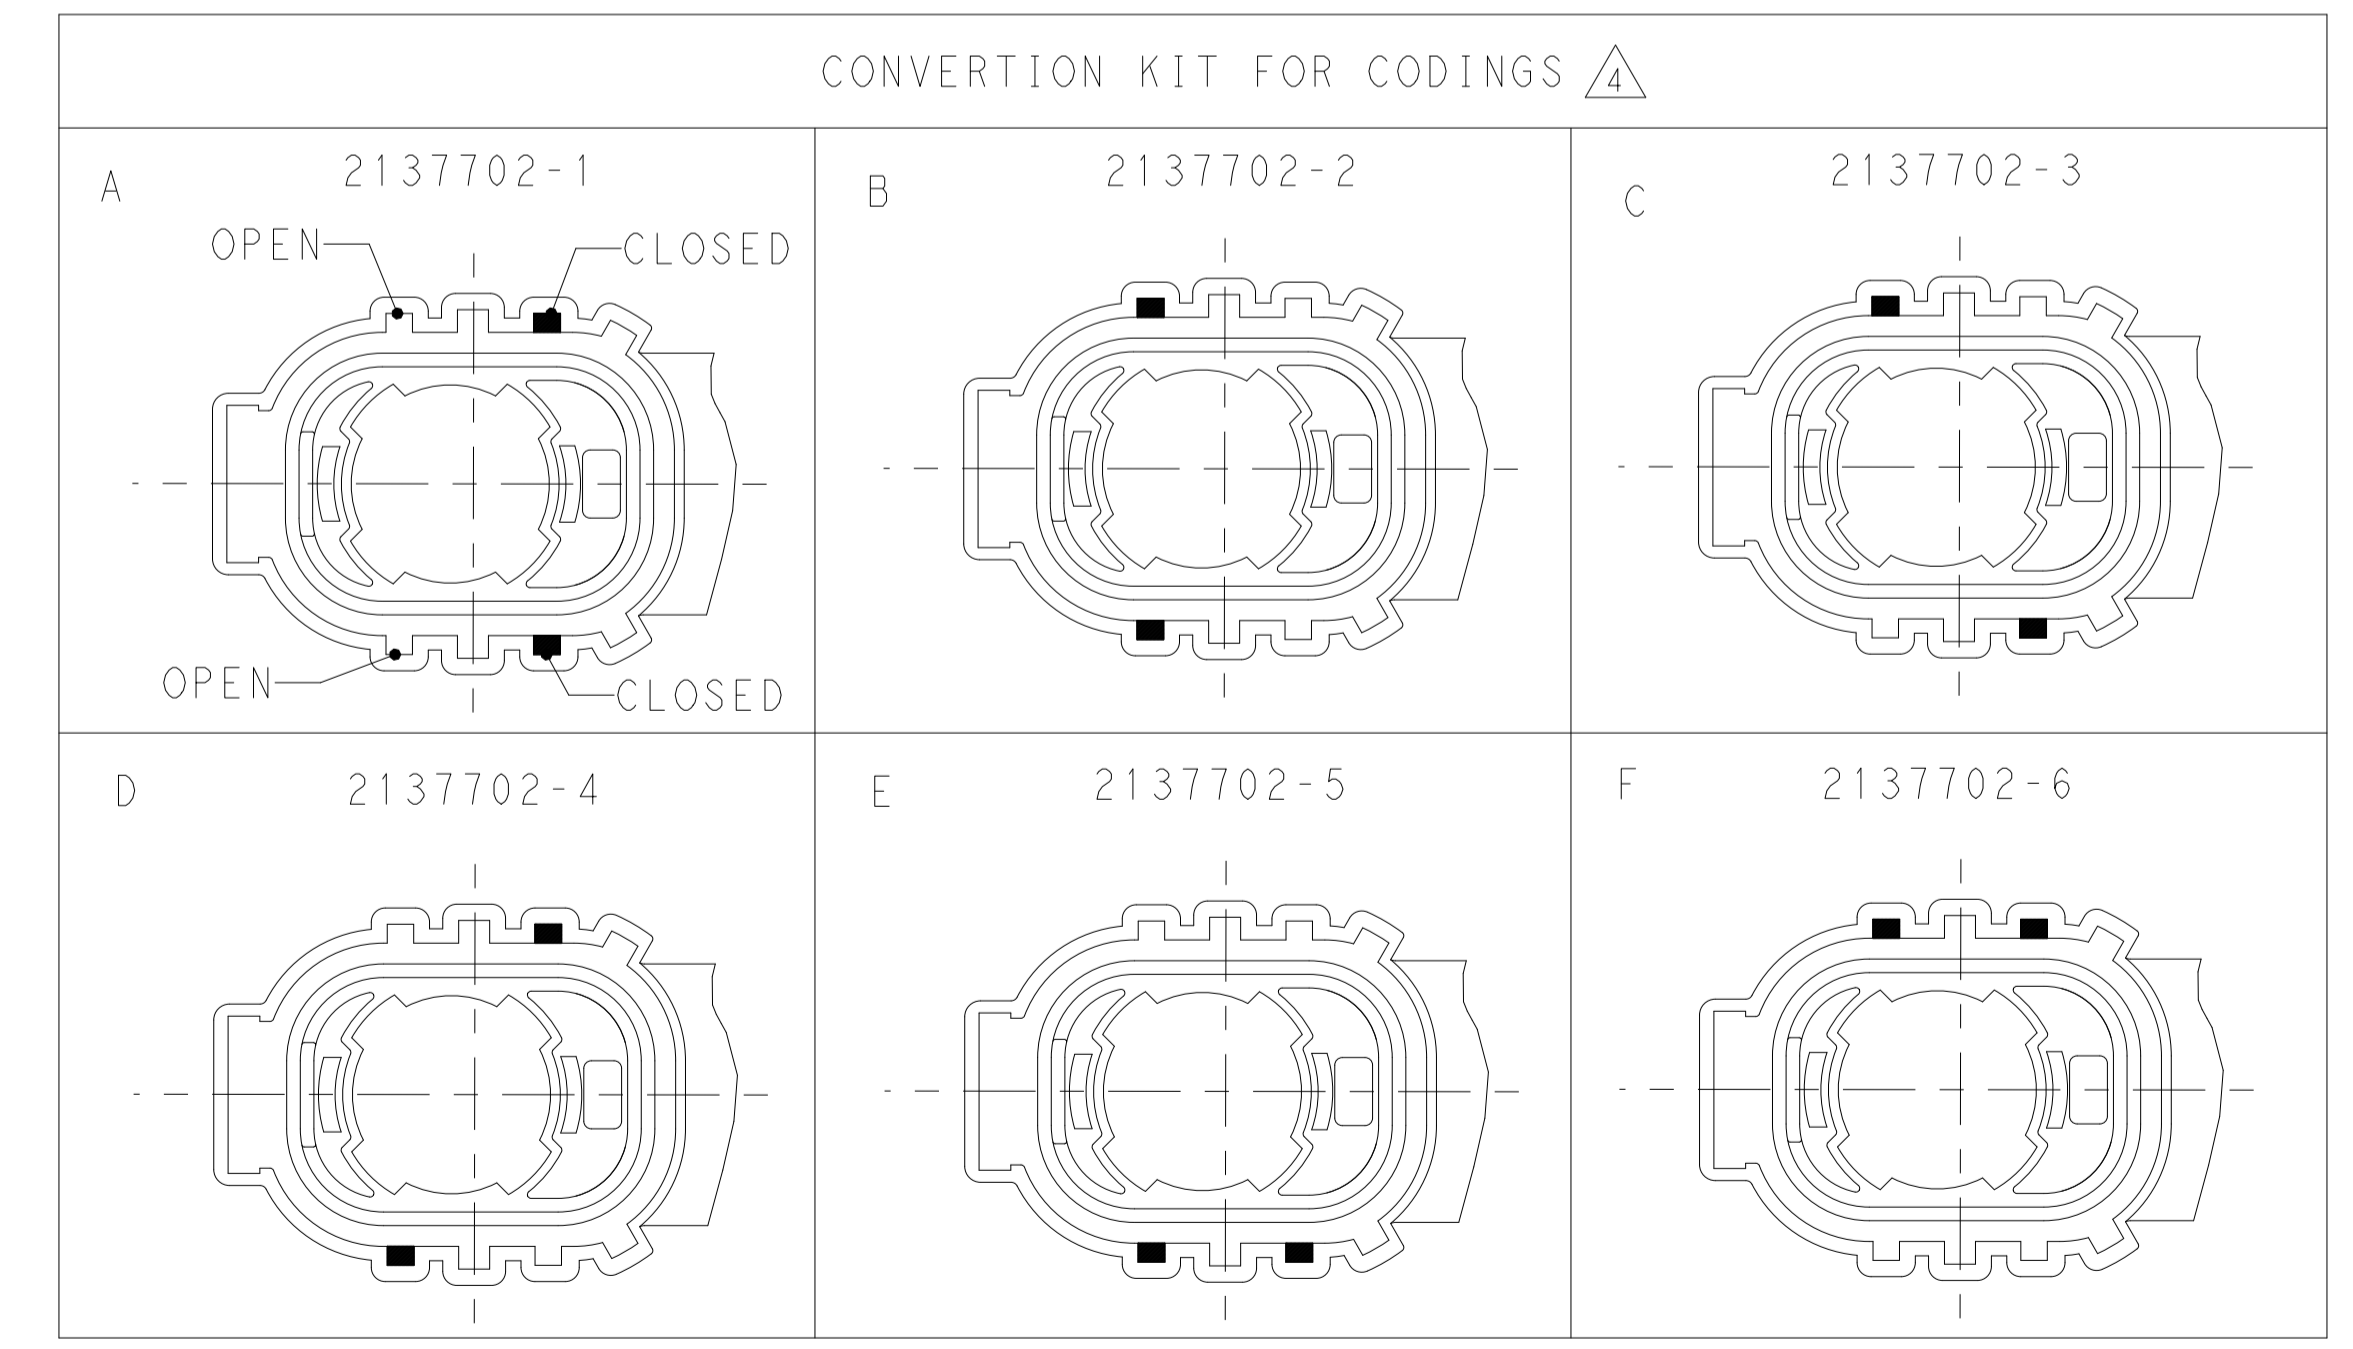 CONVERTION KIT FOR CODINGS 4
A
2137702-1
OPEN
CLOSED
OPEN
CLOSED
B
2137702-2
C
2137702-3
D
2137702-4
E
2137702-5
F
2137702-6